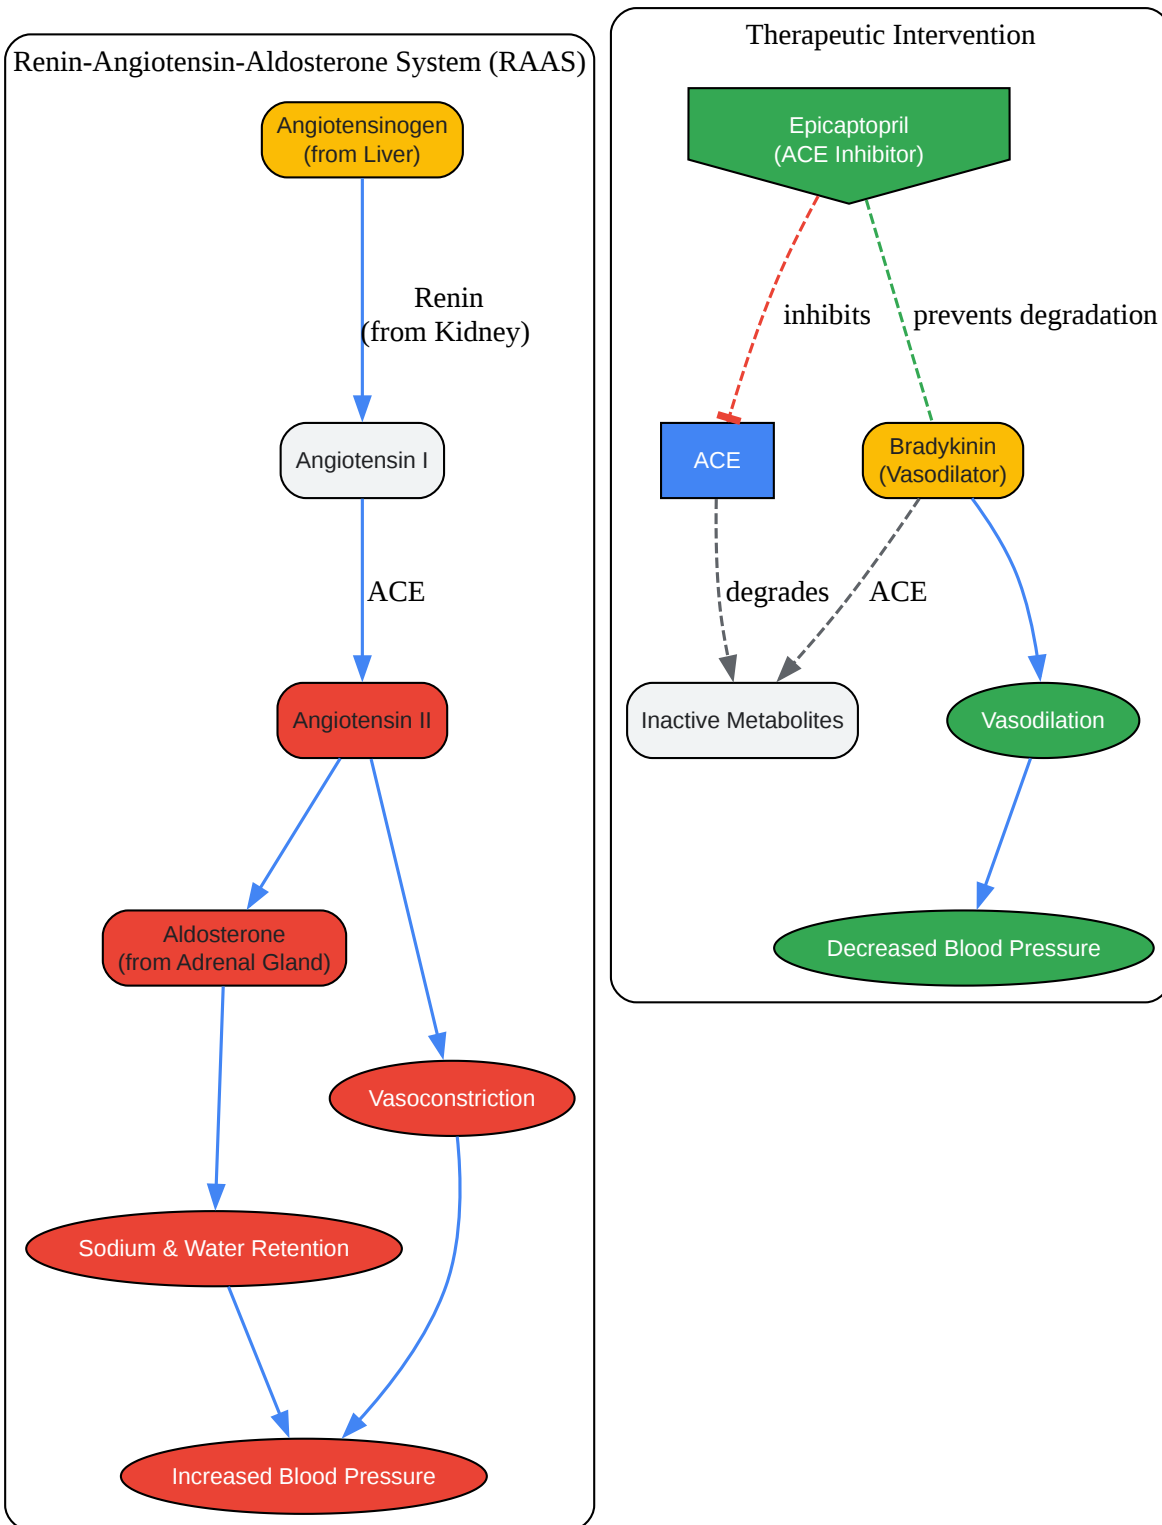 Renin-Angiotensin-Aldosterone System (RAAS)
Angiotensinogen
(from Liver)
Renin
(from Kidney)
Angiotensin I
ACE
Angiotensin II
Aldosterone
(from Adrenal Gland)
Vasoconstriction
Sodium & Water Retention
Increased Blood Pressure
Therapeutic Intervention
Epicaptopril
(ACE Inhibitor)
inhibits
prevents degradation
ACE
Bradykinin
(Vasodilator)
degrades
ACE
Inactive Metabolites
Vasodilation
Decreased Blood Pressure